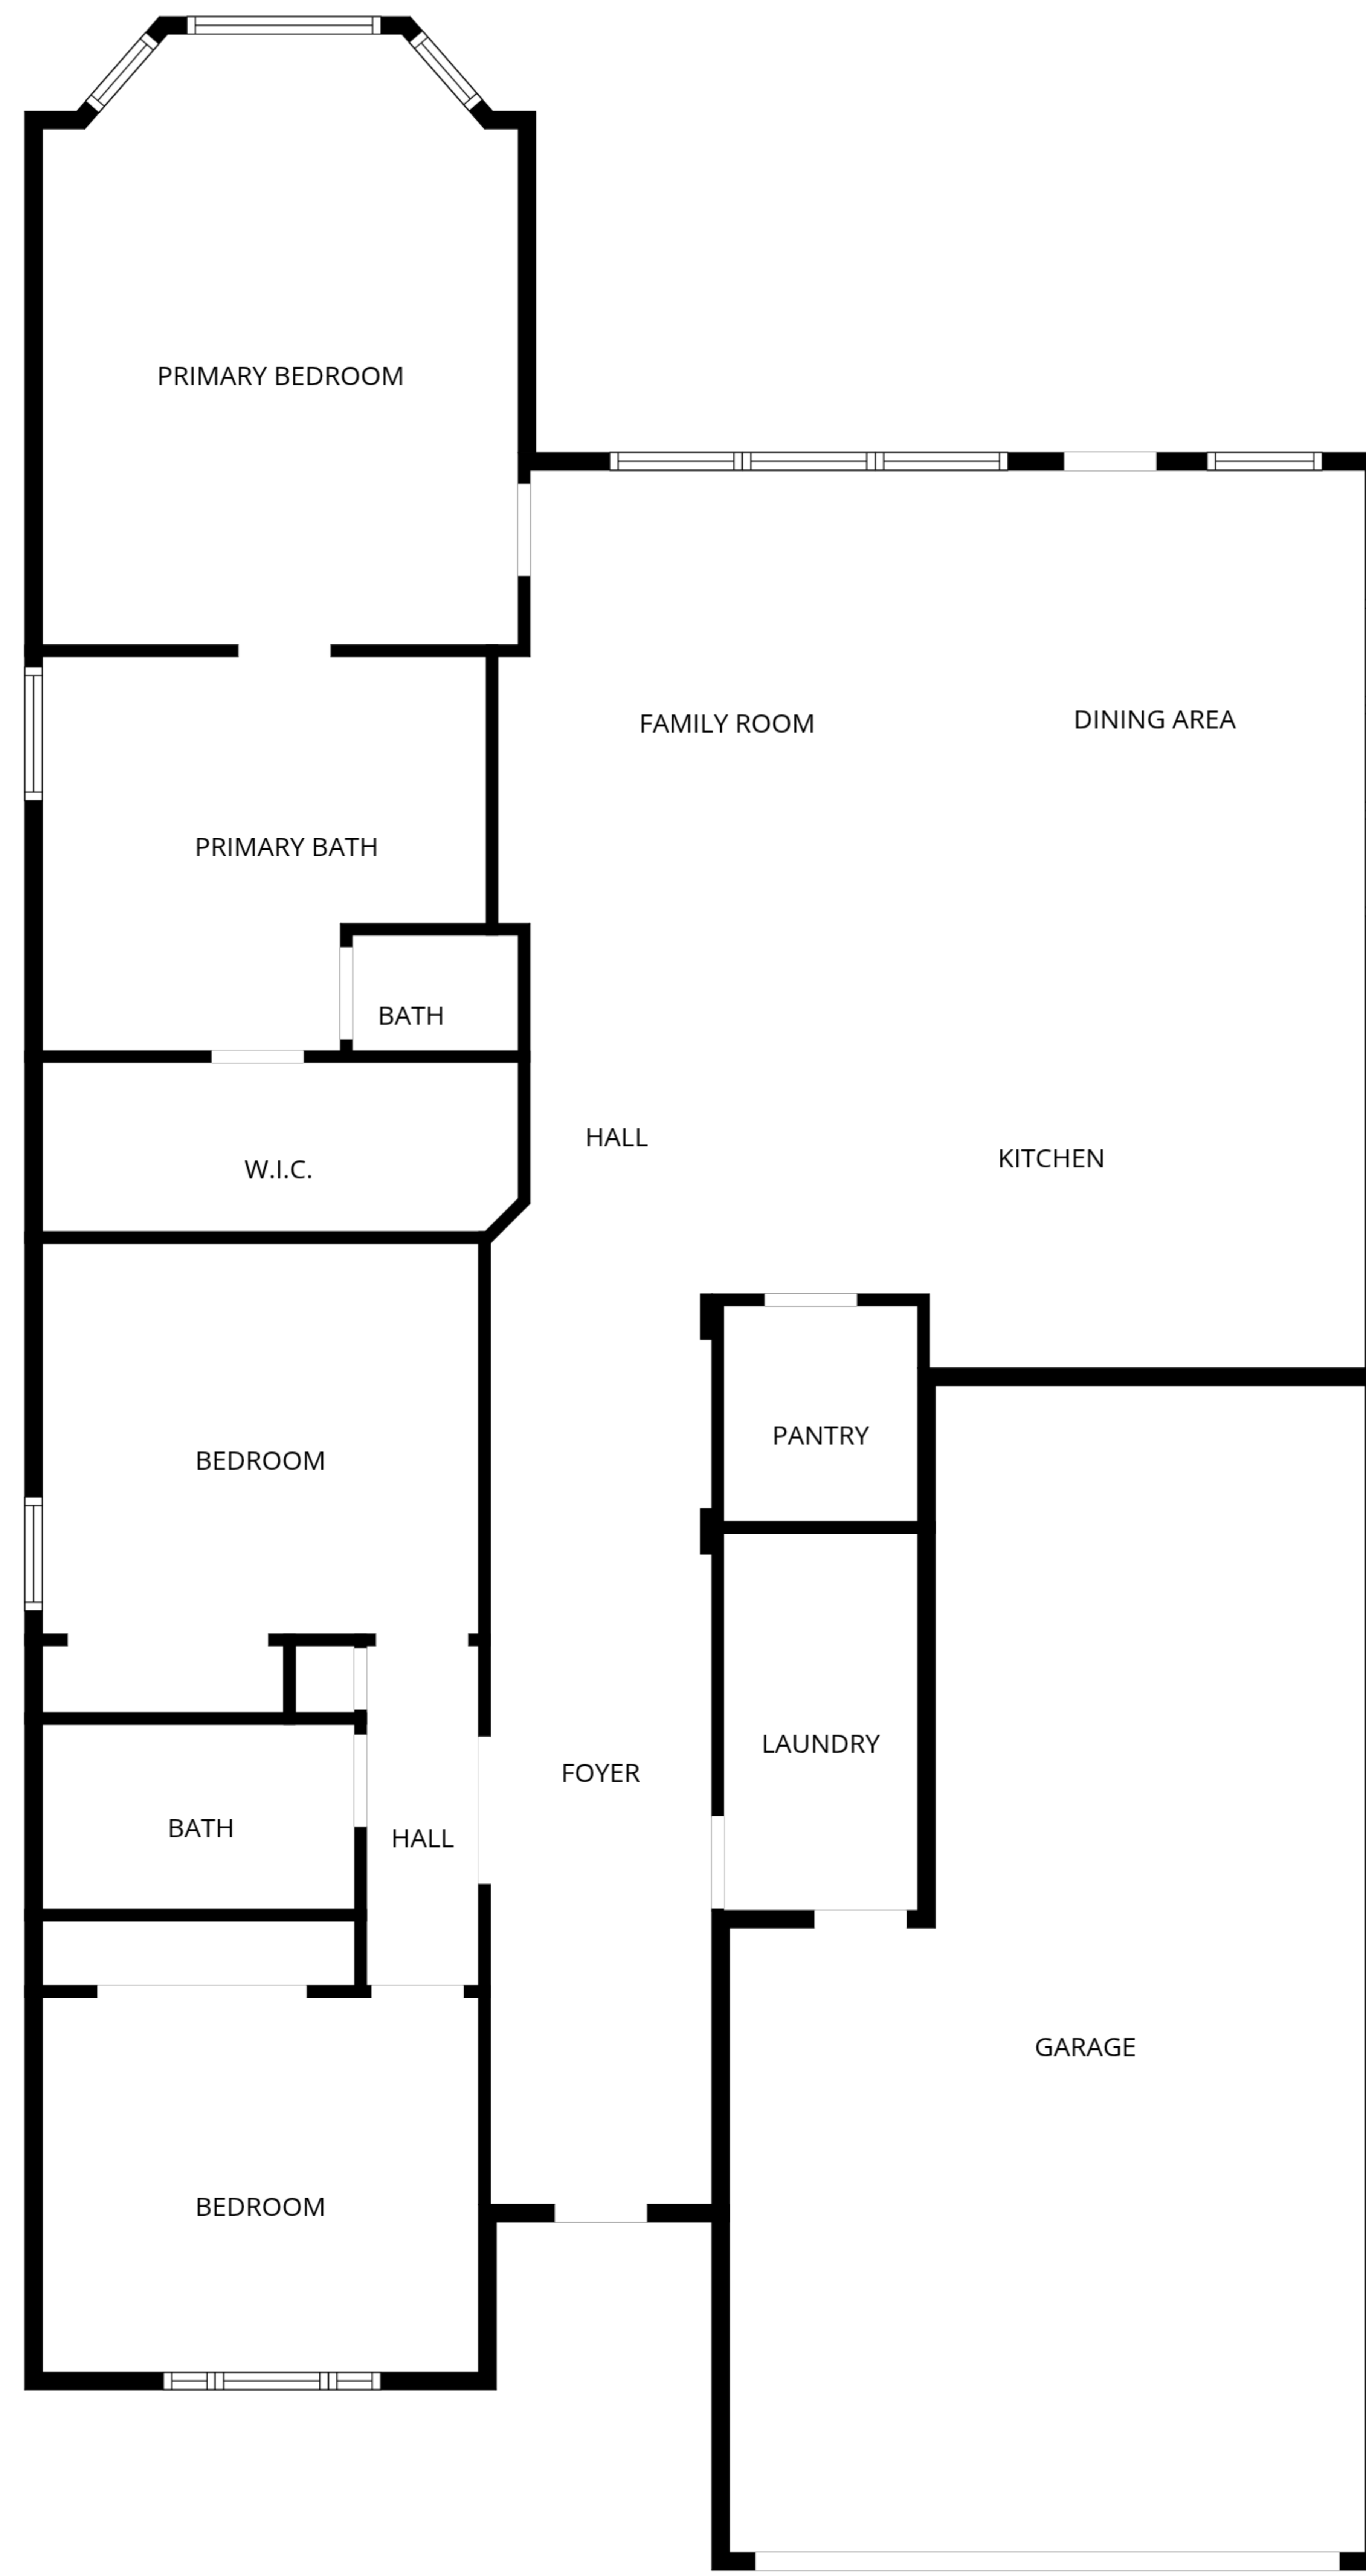 PRIMARY BEDROOM
FAMILY ROOM
DINING AREA
PRIMARY BATH
BATH
HALL
KITCHEN
W.I.C.
PANTRY
BEDROOM
LAUNDRY
FOYER
BATH
HALL
GARAGE
BEDROOM